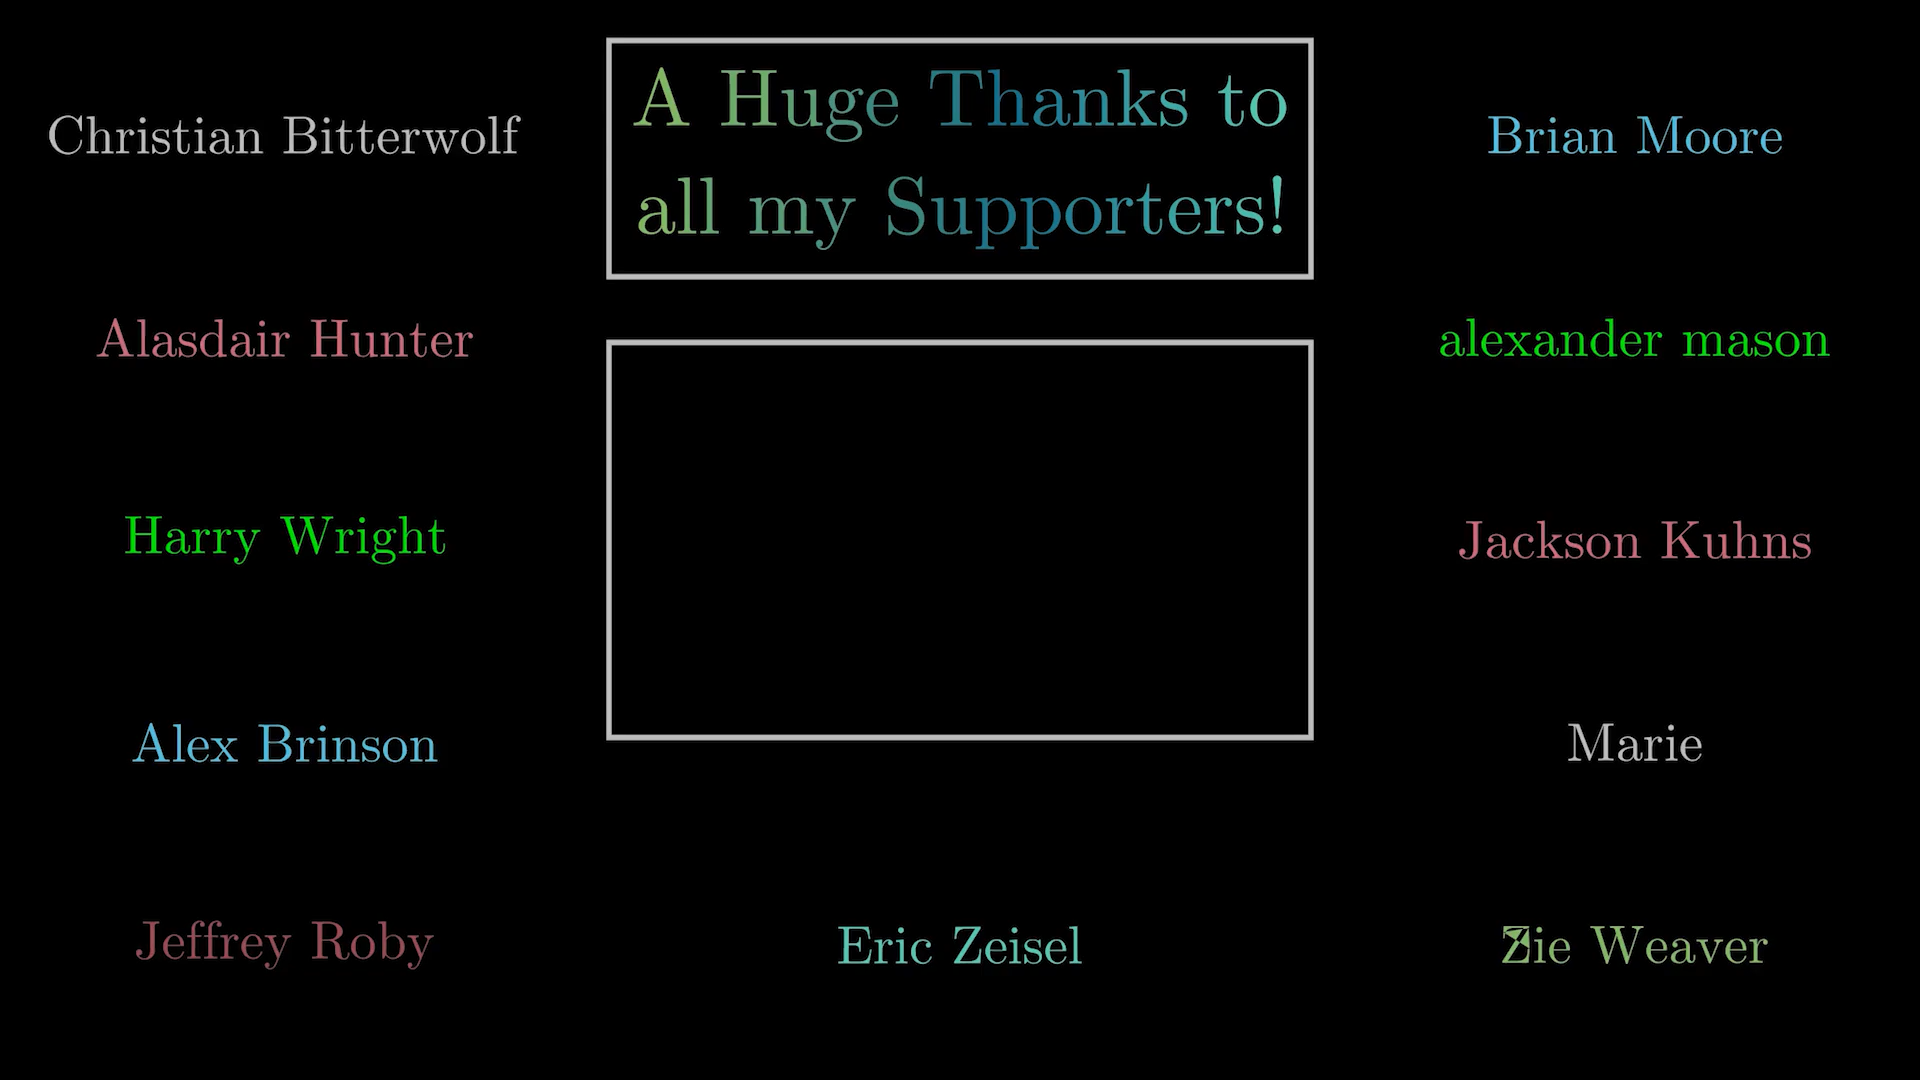 A Huge Thanks to
all my Supporters!
Christian Bitterwolf
Brian Moore
Alasdair Hunter
alexander mason
Harry Wright
Jackson Kuhns
Alex Brinson
Marie
Jeffrey Roby
Eric Zeisel
Zie Weaver